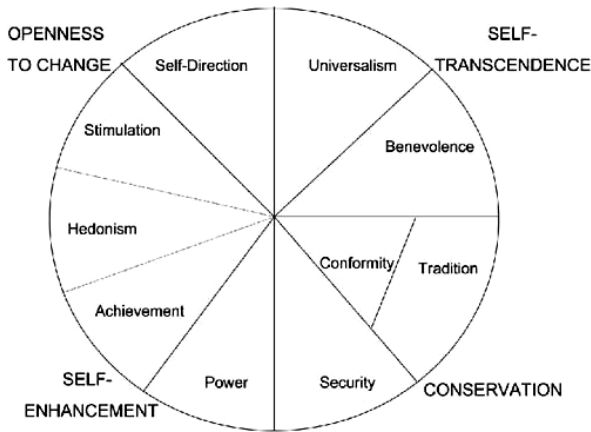 OPENNESS
TO CHANGE
SELF-
TRANSCENDENCE
Self-Direction
Universalism
Stimulation
Benevolence
Hedonism
Conformity
Tradition
Achievement
Power
Security
SELF-
ENHANCEMENT
CONSERVATION